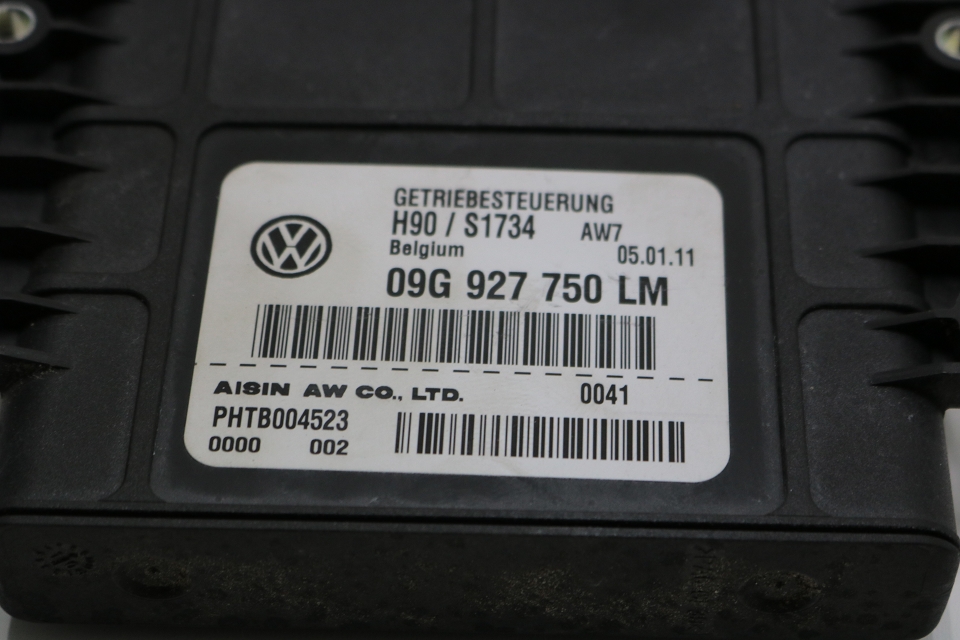 GETRIEBESTEUERUNG
H90 / S1734 AW7
Belgium 05.01.11
09G 927 750 LM
AISIN AW CO., LTD. 0041
PHTB004523
0000 002